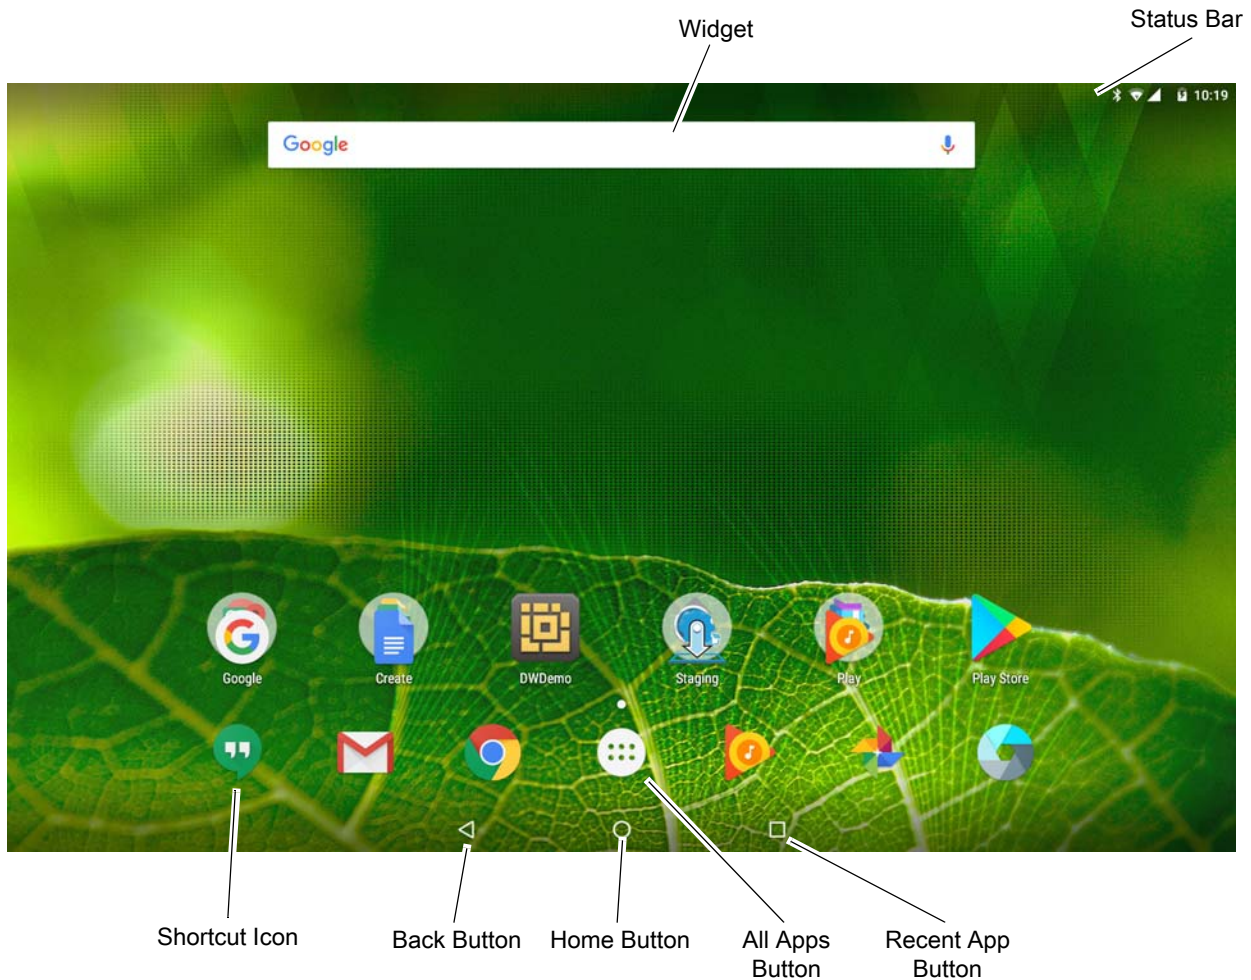 Widget
Status Bar
10:19
Google
Google
Create
DWDemo
Staging
Play
Play Store
Shortcut Icon
Back Button
Home Button
All Apps
Button
Recent App
Button